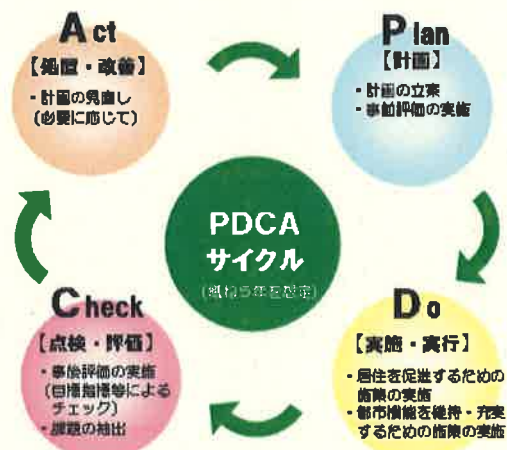 Act
【処置・改善】
・計画の見直し
(必要に応じて)
Plan
【計画】
・計画の立案
・事前評価の実施
PDCA
サイクル
(概ね5年を想定)
Do
【実施・実行】
・居住を促進するための
施策の実施
・都市機能を維持・充実
するための施策の実施
Check
【点検・評価】
・事後評価の実施
(目標指標等による
チェック)
・課題の抽出